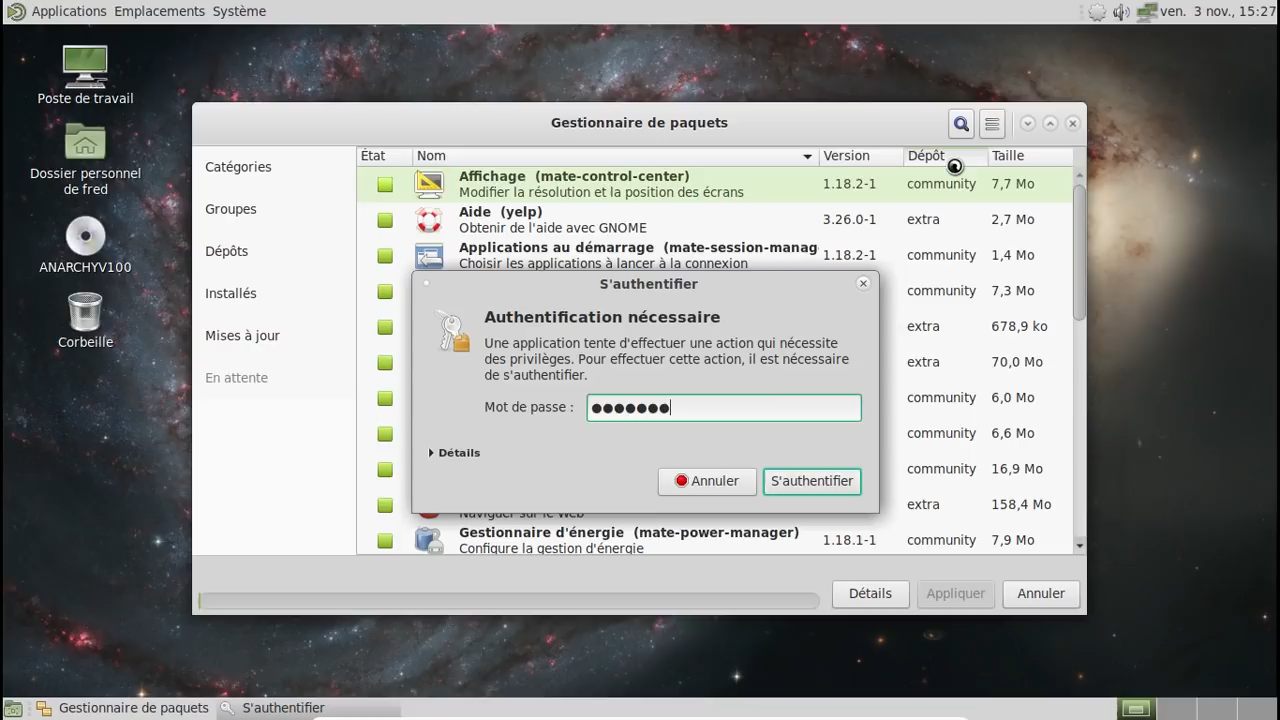 Applications Emplacements Système
ven. 3 nov., 15:27
Poste de travail
Dossier personnel
de fred
ANARCHYV100
Corbeille
Gestionnaire de paquets
Catégories
Groupes
Dépôts
Installés
Mises à jour
En attente
État Nom Version Dépôt Taille
Affichage (mate-control-center)
Modifier la résolution et la position des écrans
1.18.2-1 community 7,7 Mo
Aide (yelp)
Obtenir de l'aide avec GNOME
3.26.0-1 extra 2,7 Mo
Applications au démarrage (mate-session-manag
Choisir les applications à lancer à la connexion
1.18.2-1 community 1,4 Mo
community 7,3 Mo
extra 678,9 ko
extra 70,0 Mo
community 6,0 Mo
community 6,6 Mo
community 16,9 Mo
extra 158,4 Mo
S'authentifier
Authentification nécessaire
Une application tente d'effectuer une action qui nécessite
des privilèges. Pour effectuer cette action, il est nécessaire
de s'authentifier.
Mot de passe :
Détails
Annuler S'authentifier
Naviguer sur le Web
Gestionnaire d'énergie (mate-power-manager)
Configure la gestion d'énergie
1.18.1-1 community 7,9 Mo
Détails Appliquer Annuler
Gestionnaire de paquets S'authentifier